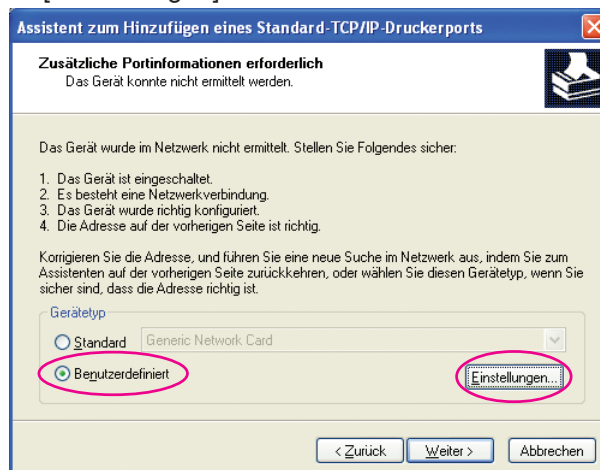 Assistent zum Hinzufügen eines Standard-TCP/IP-Druckerports
Zusätzliche Portinformationen erforderlich
Das Gerät konnte nicht ermittelt werden.
Das Gerät wurde im Netzwerk nicht ermittelt. Stellen Sie Folgendes sicher:
1. Das Gerät ist eingeschaltet.
2. Es besteht eine Netzwerkverbindung.
3. Das Gerät wurde richtig konfiguriert.
4. Die Adresse auf der vorherigen Seite ist richtig.
Korrigieren Sie die Adresse, und führen Sie eine neue Suche im Netzwerk aus, indem Sie zum
Assistenten auf der vorherigen Seite zurückkehren, oder wählen Sie diesen Gerätetyp, wenn Sie
sicher sind, dass die Adresse richtig ist.
Gerätetyp
Standard Generic Network Card
Benutzerdefiniert Einstellungen...
< Zurück Weiter > Abbrechen